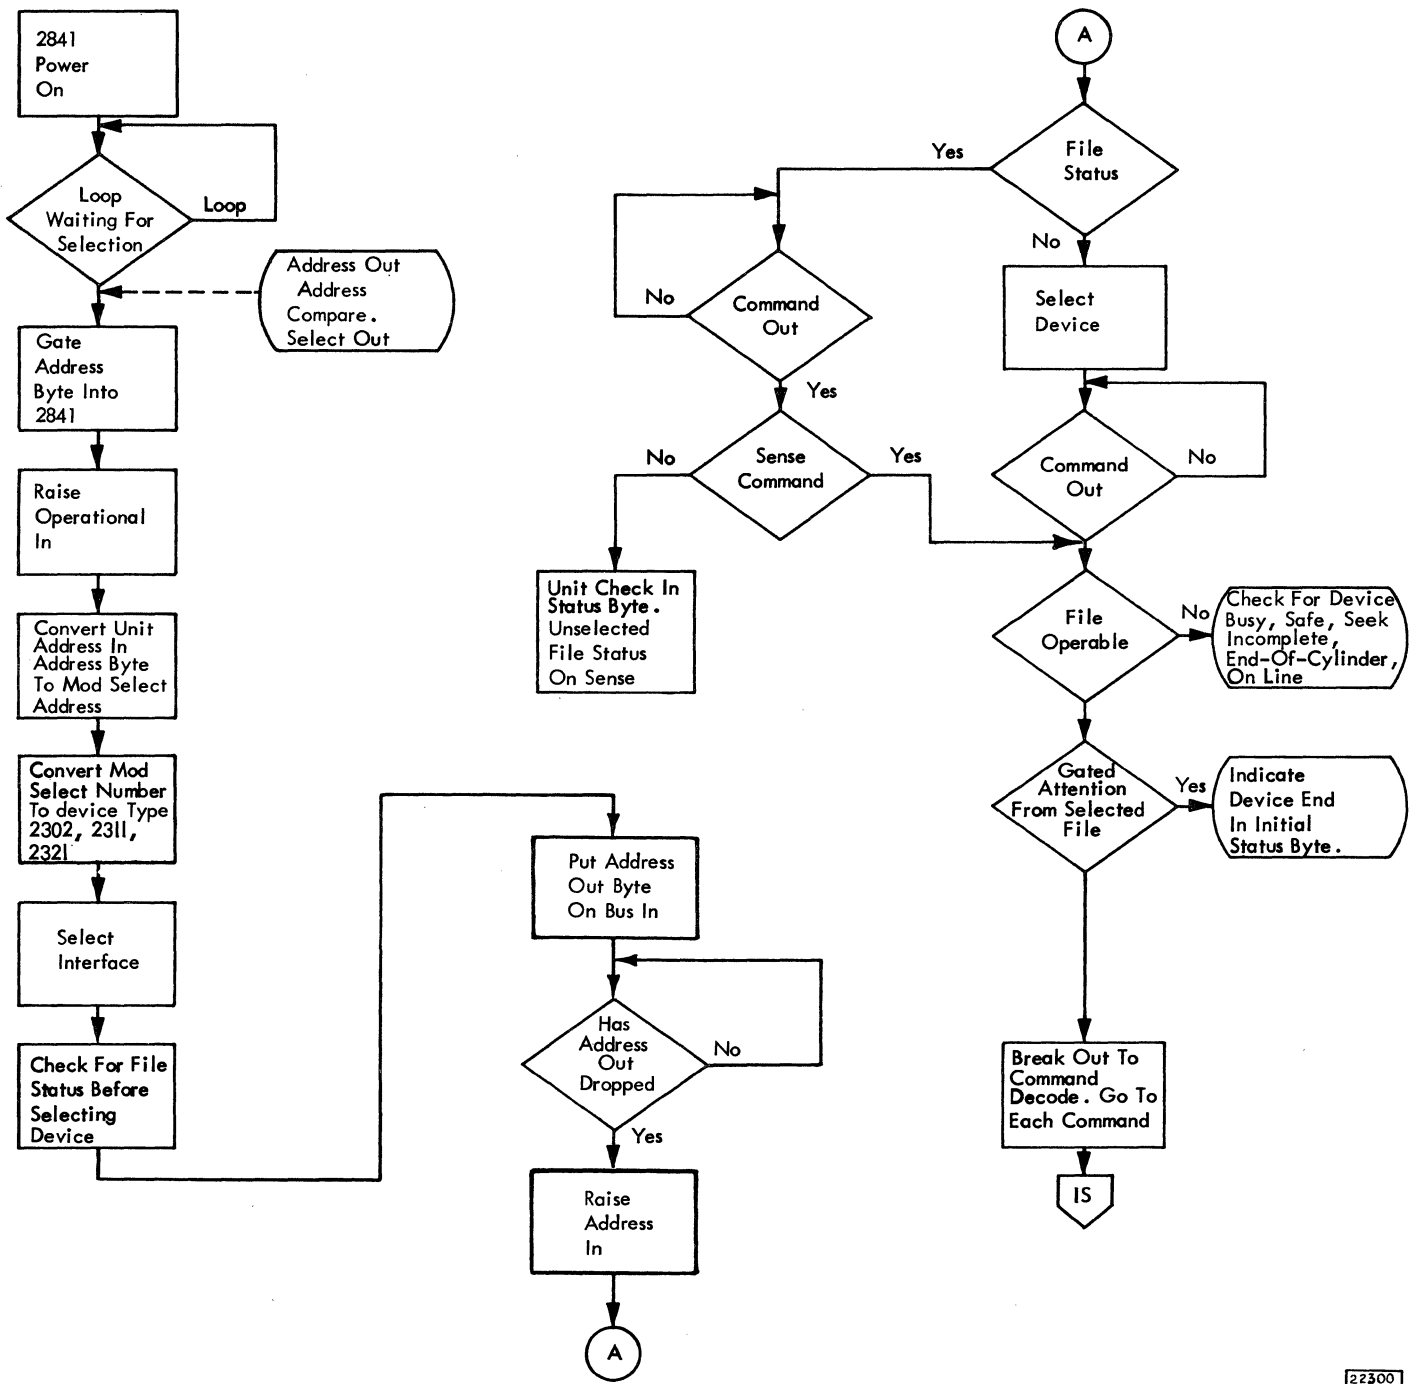 2841
Power
On
Loop
Waiting For
Selection
Loop
Address Out
Address
Compare.
Select Out
Gate
Address
Byte Into
2841
Raise
Operational
In
Convert Unit
Address In
Address Byte
To Mod Select
Address
Convert Mod
Select Number
To device Type
2302, 2311,
2321
Select
Interface
Check For File
Status Before
Selecting
Device
Put Address
Out Byte
On Bus In
Has
Address
Out
Dropped
No
Yes
Raise
Address
In
A
A
File
Status
Yes
No
Command
Out
No
Yes
Sense
Command
No
Yes
Unit Check In
Status Byte.
Unselected
File Status
On Sense
Select
Device
Command
Out
No
File
Operable
No
Check For Device
Busy, Safe, Seek
Incomplete,
End-Of-Cylinder,
On Line
Gated
Attention
From Selected
File
Yes
Indicate
Device End
In Initial
Status Byte.
Break Out To
Command
Decode. Go To
Each Command
IS
22300